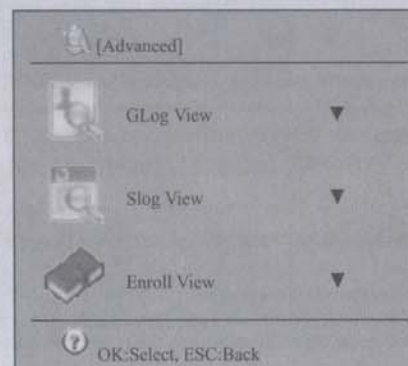 [Advanced]
GLog View ▼
Slog View ▼
Enroll View ▼
OK:Select, ESC:Back